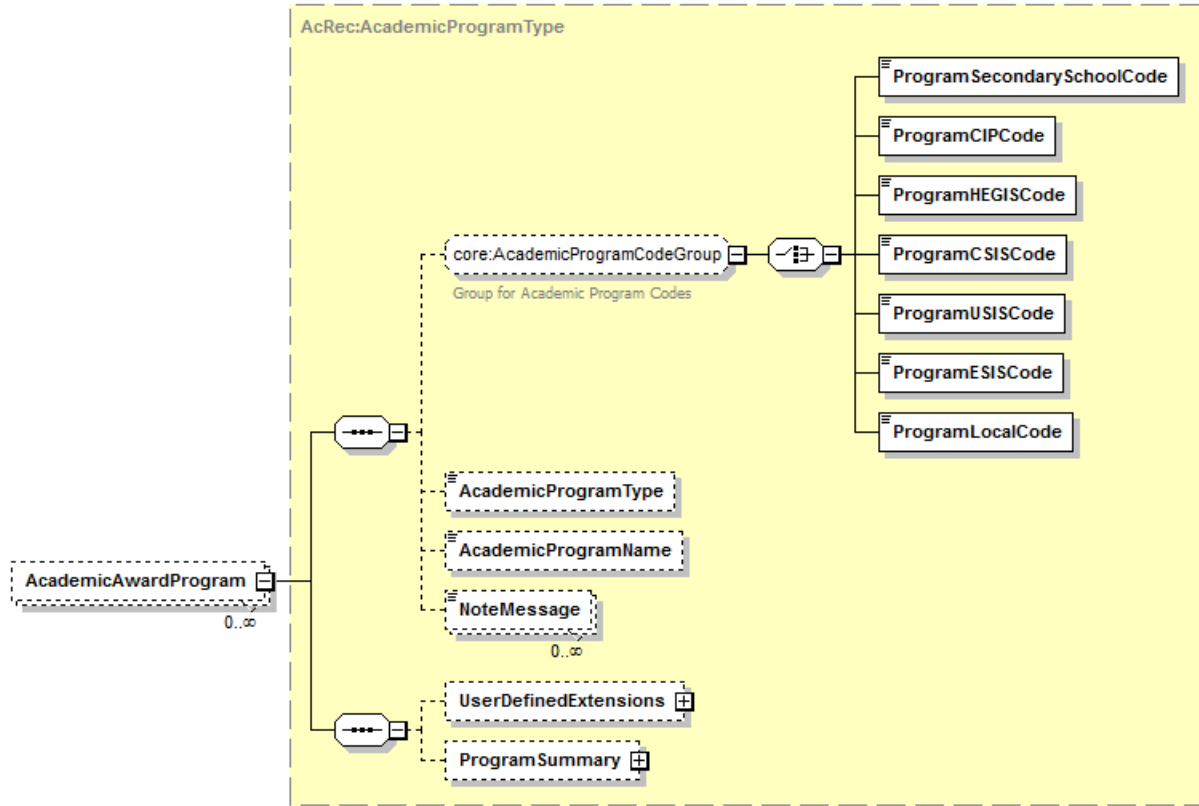 AcRec:AcademicProgramType
ProgramSecondarySchoolCode
ProgramCIPCode
ProgramHEGISCode
core:AcademicProgramCodeGroup
ProgramCSISCode
Group for Academic Program Codes
ProgramUSISCode
ProgramESISCode
ProgramLocalCode
AcademicProgramType
AcademicProgramName
AcademicAwardProgram
0..∞
NoteMessage
0..∞
UserDefinedExtensions
ProgramSummary